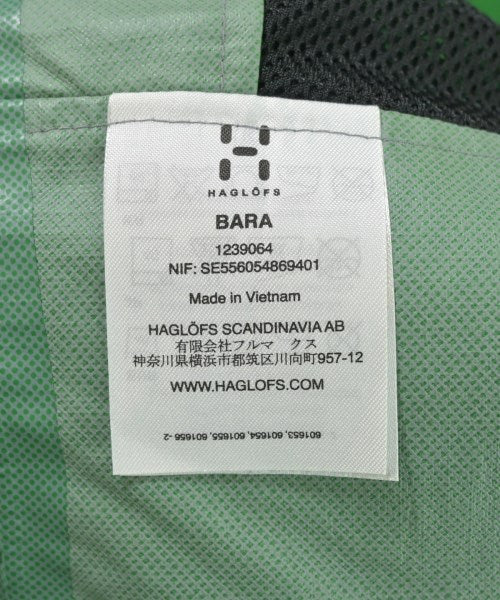 HAGLÖFS
BARA
1239064
NIF: SE556054869401
Made in Vietnam
HAGLÖFS SCANDINAVIA AB
有限会社フルマ クス
神奈川県横浜市都筑区川向町957-12
WWW.HAGLOFS.COM
601653, 601654, 601655, 601656 -2